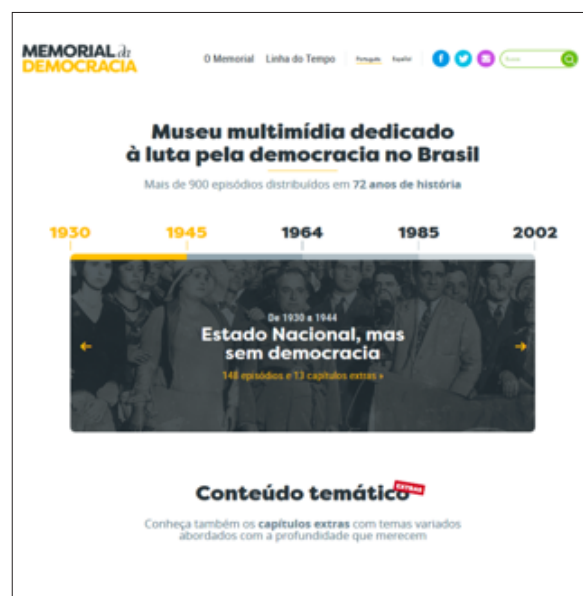 MEMORIAL da
DEMOCRACIA
O Memorial Linha do Tempo Português Español
Museu multimídia dedicado
à luta pela democracia no Brasil
Mais de 900 episódios distribuídos em 72 anos de história
1930 1945 1964 1985 2002
De 1930 a 1944
Estado Nacional, mas
sem democracia
148 episódios e 13 capítulos extras »
Conteúdo temático EXTRAS
Conheça também os capítulos extras com temas variados
abordados com a profundidade que merecem